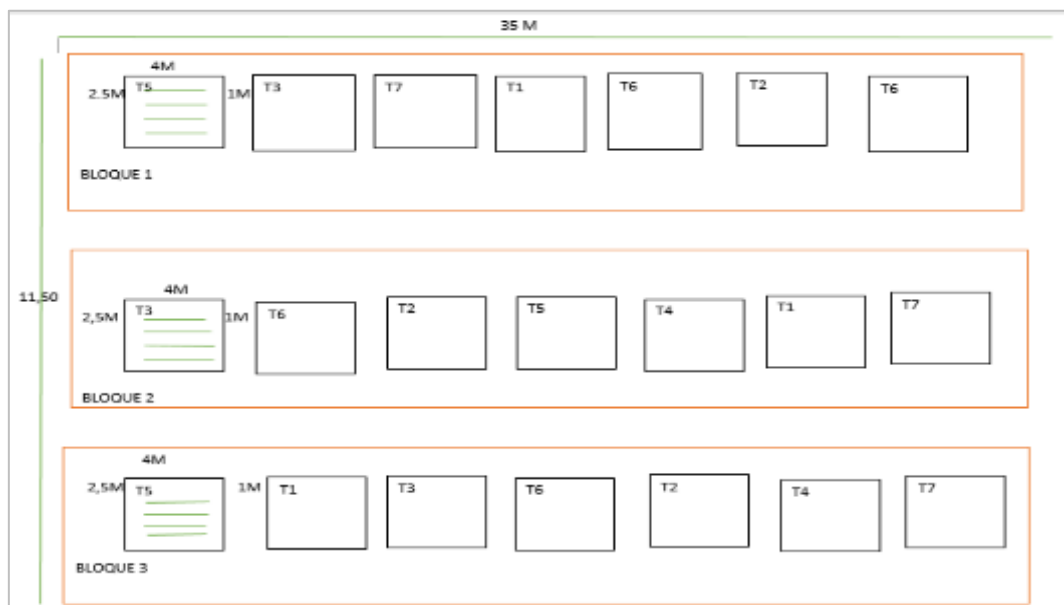 35 M
4M
2.5M T5 1M T3 T7 T1 T6 T2 T6
BLOQUE 1
11,50
4M
2,5M T3 1M T6 T2 T5 T4 T1 T7
BLOQUE 2
4M
2,5M T5 1M T1 T3 T6 T2 T4 T7
BLOQUE 3